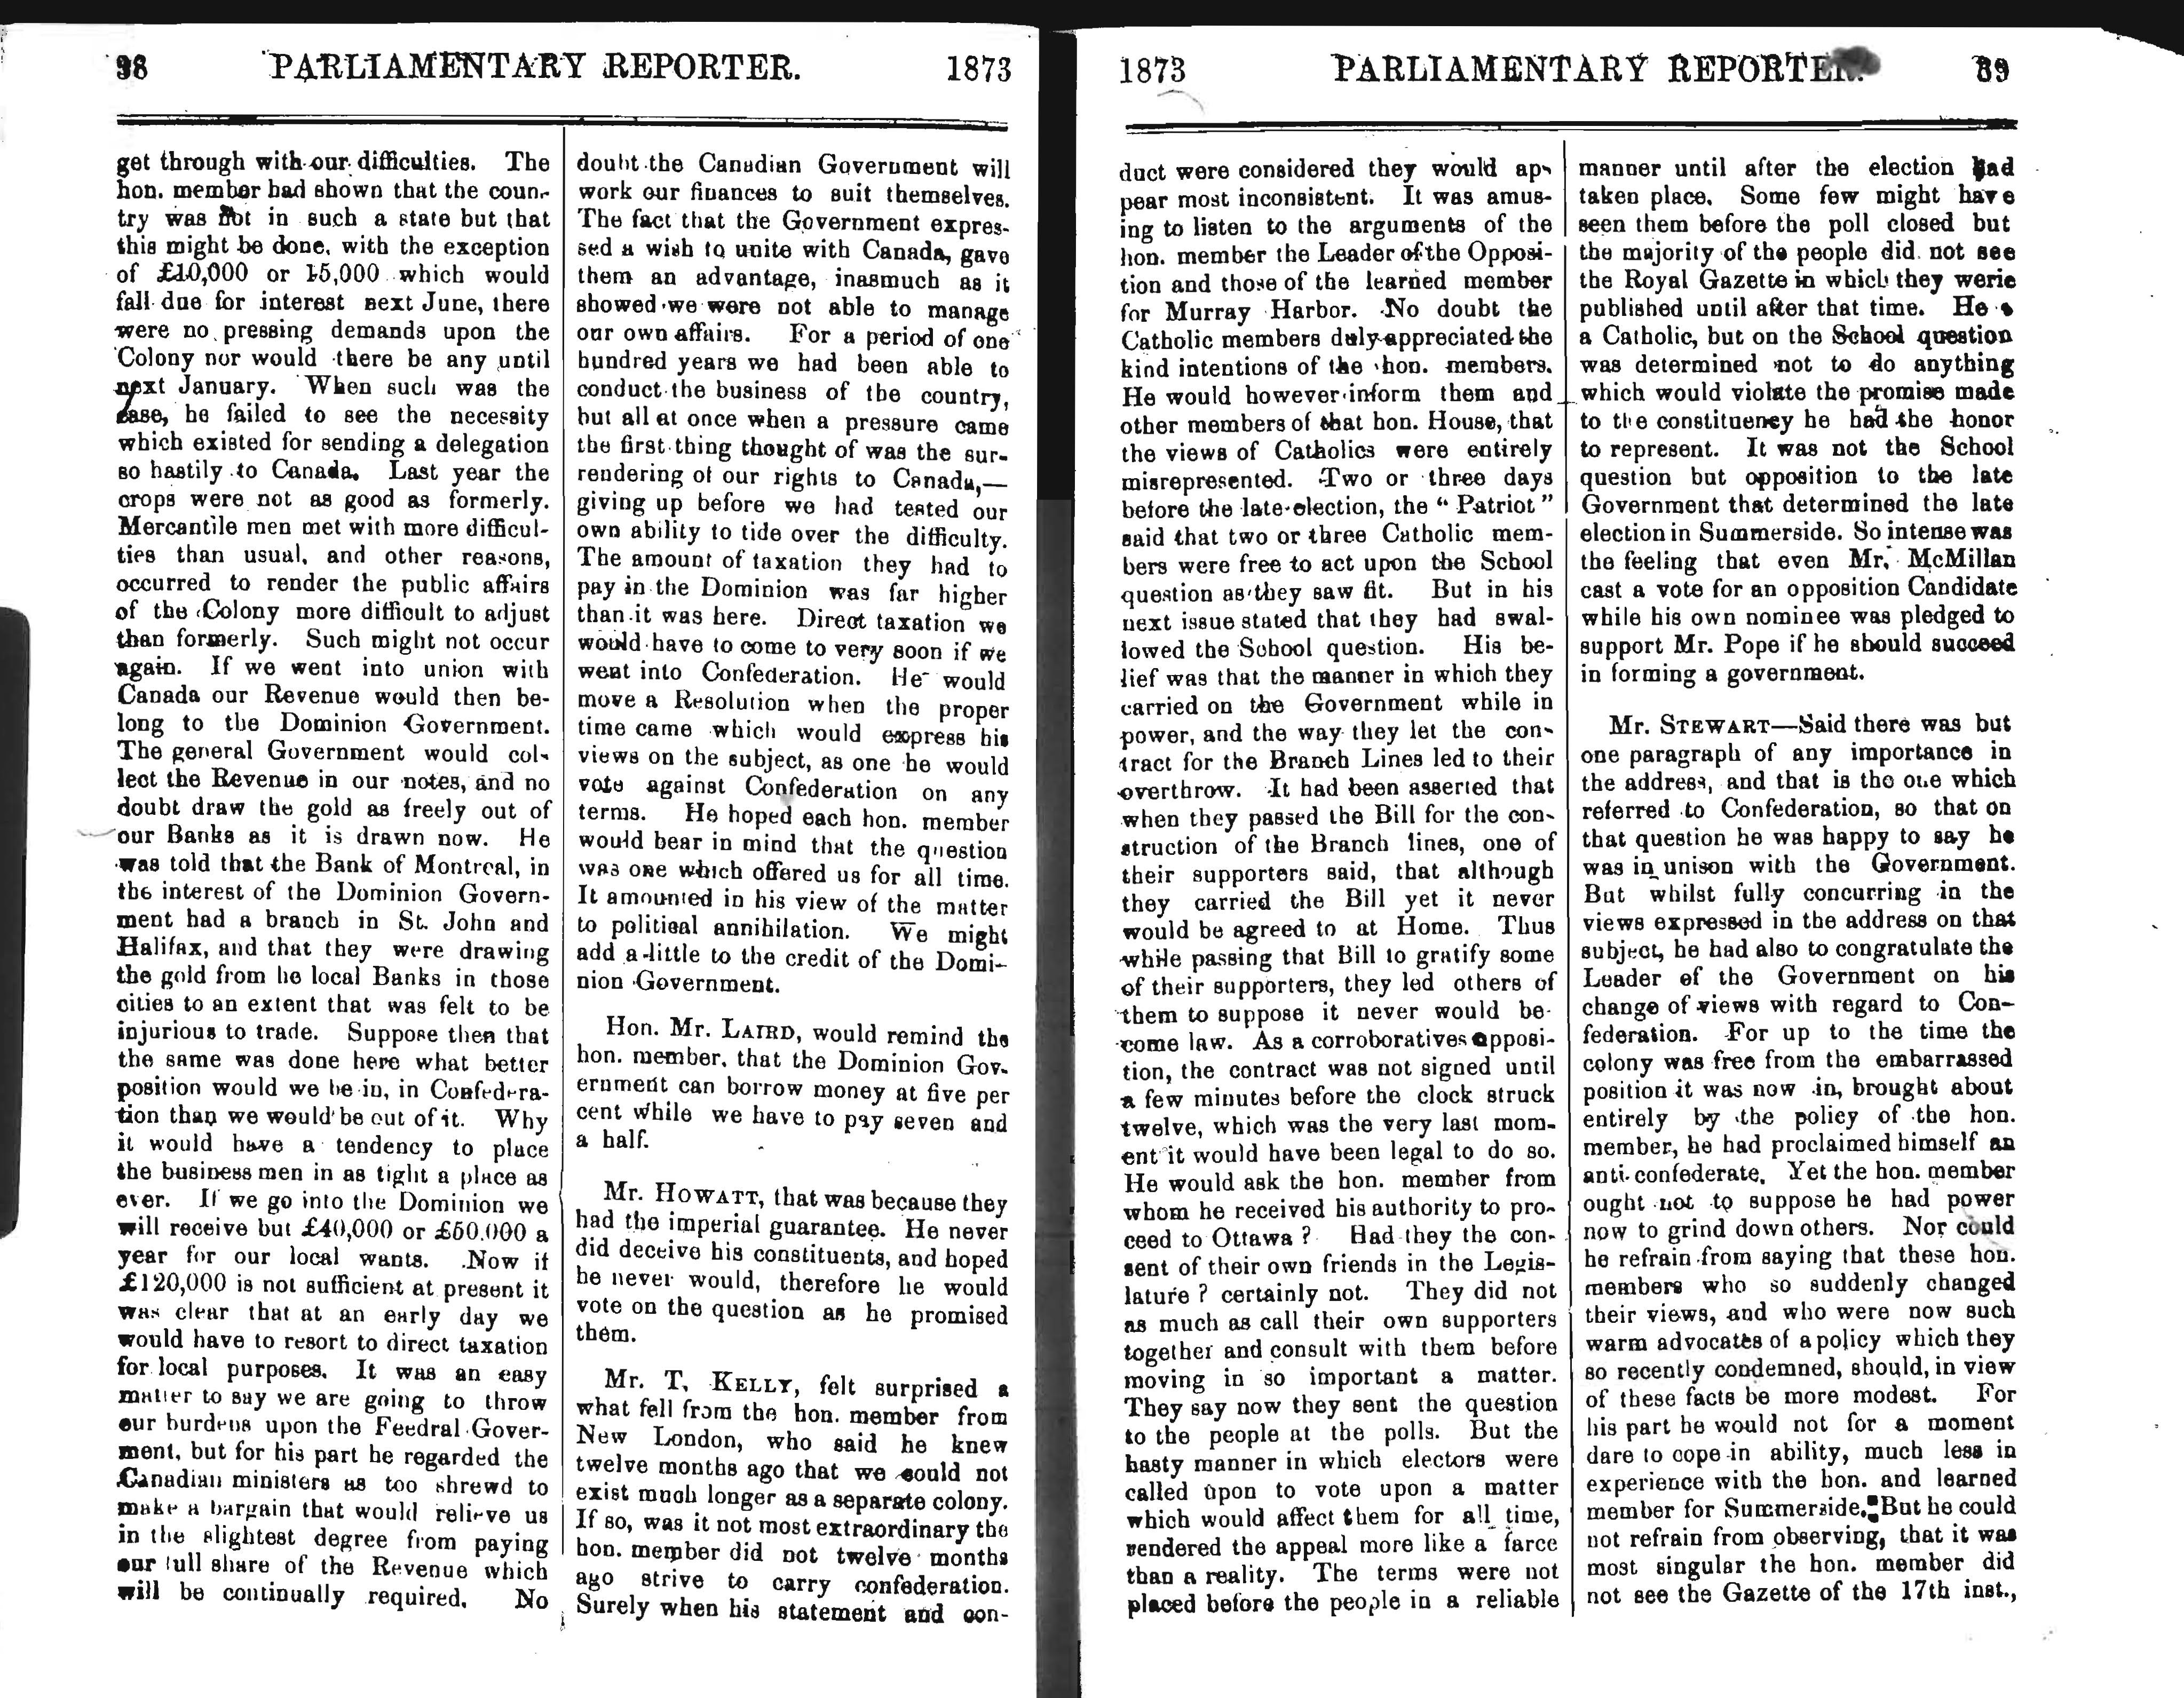 98 PARLIAMENTARY REPORTER. 1873
get through with our difficulties. The
hon. member had shown that the coun-
try was not in such a state but that
this might be done, with the exception
of £10,000 or 15,000 which would
fall due for interest next June, there
were no pressing demands upon the
Colony nor would there be any until
next January. When such was the
case, he failed to see the necessity
which existed for sending a delegation
so hastily to Canada. Last year the
crops were not as good as formerly.
Mercantile men met with more difficul-
ties than usual, and other reasons,
occurred to render the public affairs
of the Colony more difficult to adjust
than formerly. Such might not occur
again. If we went into union with
Canada our Revenue would then be-
long to the Dominion Government.
The general Government would col-
lect the Revenue in our notes, and no
doubt draw the gold as freely out of
our Banks as it is drawn now. He
was told that the Bank of Montreal, in
the interest of the Dominion Govern-
ment had a branch in St. John and
Halifax, and that they were drawing
the gold from he local Banks in those
cities to an extent that was felt to be
injurious to trade. Suppose then that
the same was done here what better
position would we be in, in Confedera-
tion than we would be out of it. Why
it would have a tendency to place
the business men in as tight a place as
ever. If we go into the Dominion we
will receive but £40,000 or £50.000 a
year for our local wants. Now if
£120,000 is not sufficient at present it
was clear that at an early day we
would have to resort to direct taxation
for local purposes. It was an easy
matter to say we are going to throw
our burdens upon the Feedral Gover-
ment, but for his part he regarded the
Canadian ministers as too shrewd to
make a bargain that would relieve us
in the slightest degree from paying
our full share of the Revenue which
will be continually required. No
doubt the Canadian Government will
work our finances to suit themselves.
The fact that the Government expres-
sed a wish to unite with Canada, gave
them an advantage, inasmuch as it
showed we were not able to manage
our own affairs. For a period of one
hundred years we had been able to
conduct the business of the country,
but all at once when a pressure came
the first thing thought of was the sur-
rendering of our rights to Canada,—
giving up before we had tested our
own ability to tide over the difficulty.
The amount of taxation they had to
pay in the Dominion was far higher
than it was here. Direct taxation we
would have to come to very soon if we
went into Confederation. He would
move a Resolution when the proper
time came which would express his
views on the subject, as one he would
vote against Confederation on any
terms. He hoped each hon. member
would bear in mind that the question
was one which offered us for all time.
It amounted in his view of the matter
to political annihilation. We might
add a little to the credit of the Domi-
nion Government.
Hon. Mr. LAIRD, would remind the
hon. member, that the Dominion Gov-
ernment can borrow money at five per
cent while we have to pay seven and
a half.
Mr. HOWATT, that was because they
had the imperial guarantee. He never
did deceive his constituents, and hoped
he never would, therefore he would
vote on the question as he promised
them.
Mr. T. KELLY, felt surprised a
what fell from the hon. member from
New London, who said he knew
twelve months ago that we could not
exist much longer as a separate colony.
If so, was it not most extraordinary the
hon. member did not twelve months
ago strive to carry confederation.
Surely when his statement and con-
1873 PARLIAMENTARY REPORTER. 89
duct were considered they would ap-
pear most inconsistent. It was amus-
ing to listen to the arguments of the
hon. member the Leader of the Opposi-
tion and those of the learned member
for Murray Harbor. No doubt the
Catholic members duly appreciated the
kind intentions of the hon. members.
He would however inform them and
other members of that hon. House, that
the views of Catholics were entirely
misrepresented. Two or three days
before the late election, the “ Patriot ”
said that two or three Catholic mem-
bers were free to act upon the School
question as they saw fit. But in his
next issue stated that they had swal-
lowed the School question. His be-
lief was that the manner in which they
carried on the Government while in
power, and the way they let the con-
tract for the Branch Lines led to their
overthrow. It had been asserted that
when they passed the Bill for the con-
struction of the Branch lines, one of
their supporters said, that although
they carried the Bill yet it never
would be agreed to at Home. Thus
while passing that Bill to gratify some
of their supporters, they led others of
them to suppose it never would be-
come law. As a corroboratives opposi-
tion, the contract was not signed until
a few minutes before the clock struck
twelve, which was the very last mom-
ent it would have been legal to do so.
He would ask the hon. member from
whom he received his authority to pro-
ceed to Ottawa ? Had they the con-
sent of their own friends in the Legis-
lature ? certainly not. They did not
as much as call their own supporters
together and consult with them before
moving in so important a matter.
They say now they sent the question
to the people at the polls. But the
hasty manner in which electors were
called upon to vote upon a matter
which would affect them for all time,
rendered the appeal more like a farce
than a reality. The terms were not
placed before the people in a reliable
manner until after the election had
taken place. Some few might have
seen them before the poll closed but
the majority of the people did not see
the Royal Gazette in which they werie
published until after that time. He
a Catholic, but on the School question
was determined not to do anything
which would violate the promise made
to the constituency he had the honor
to represent. It was not the School
question but opposition to the late
Government that determined the late
election in Summerside. So intense was
the feeling that even Mr. McMillan
cast a vote for an opposition Candidate
while his own nominee was pledged to
support Mr. Pope if he should succeed
in forming a government.
Mr. STEWART—Said there was but
one paragraph of any importance in
the address, and that is the one which
referred to Confederation, so that on
that question he was happy to say he
was in unison with the Government.
But whilst fully concurring in the
views expressed in the address on that
subject, he had also to congratulate the
Leader of the Government on his
change of views with regard to Con-
federation. For up to the time the
colony was free from the embarrassed
position it was now in, brought about
entirely by the policy of the hon.
member, he had proclaimed himself an
anti-confederate. Yet the hon. member
ought not to suppose he had power
now to grind down others. Nor could
he refrain from saying that these hon.
members who so suddenly changed
their views, and who were now such
warm advocates of a policy which they
so recently condemned, should, in view
of these facts be more modest. For
his part he would not for a moment
dare to cope in ability, much less in
experience with the hon. and learned
member for Summerside. But he could
not refrain from observing, that it was
most singular the hon. member did
not see the Gazette of the 17th inst.,